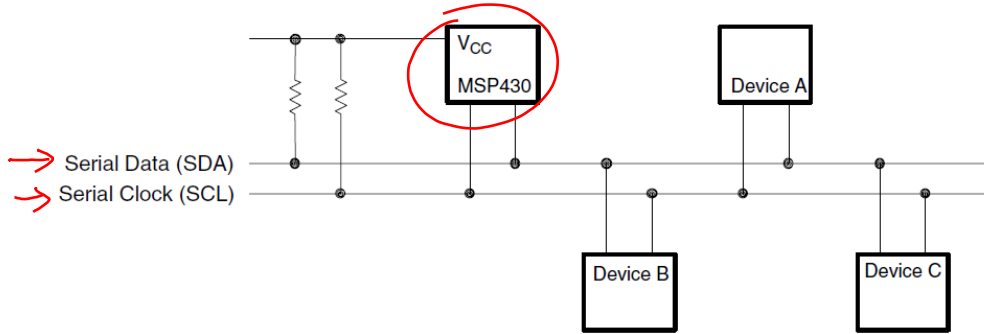 VCC
MSP430
Device A
Serial Data (SDA)
Serial Clock (SCL)
Device B
Device C